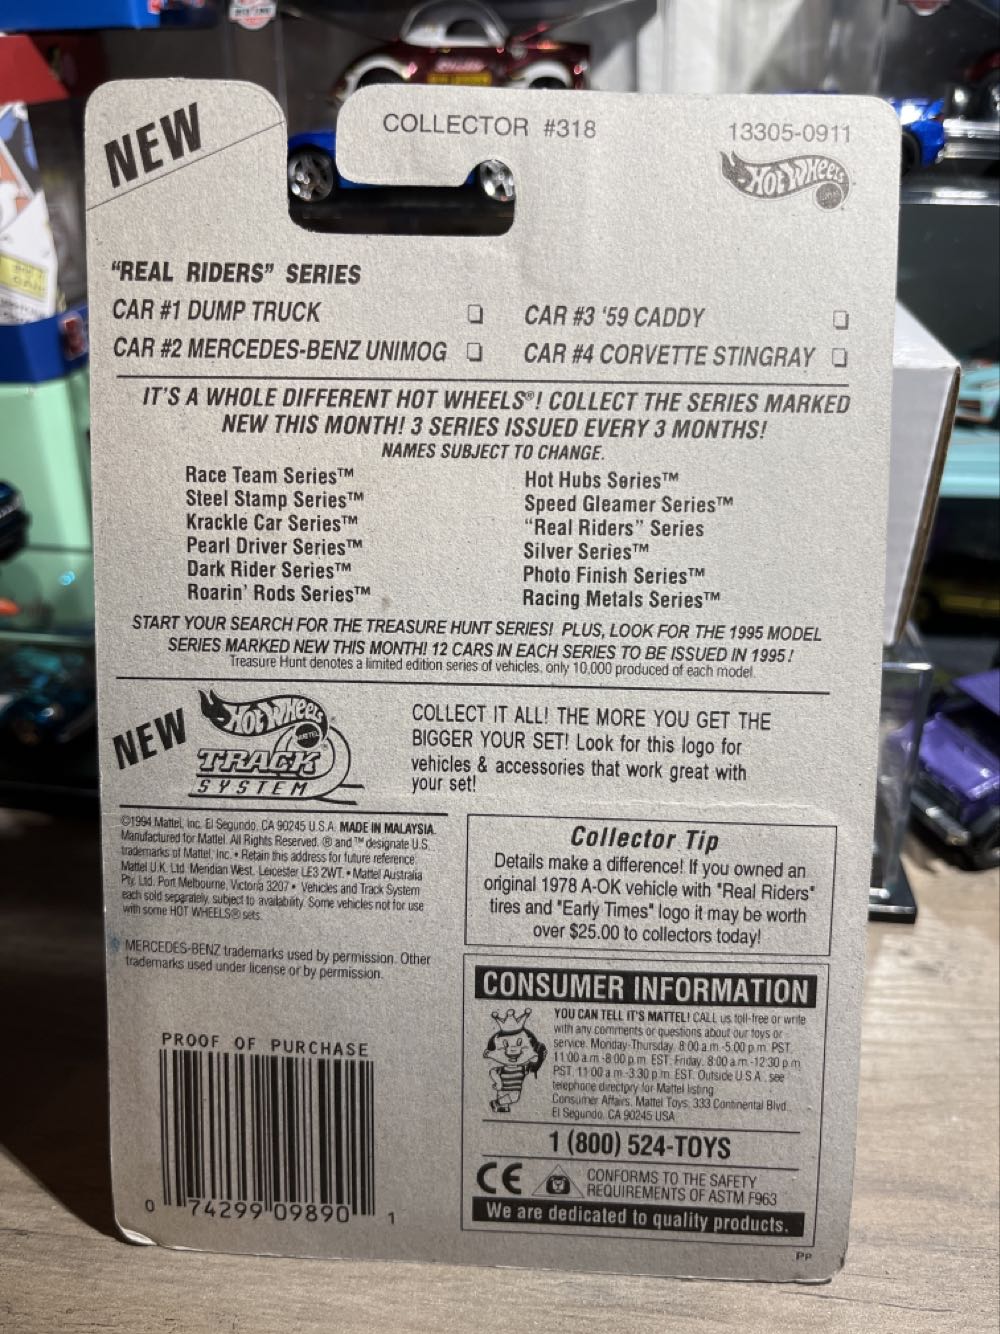 NEW
COLLECTOR #318
13305-0911
HOT WHEELS
"REAL RIDERS" SERIES
CAR #1 DUMP TRUCK
CAR #3 '59 CADDY
CAR #2 MERCEDES-BENZ UNIMOG
CAR #4 CORVETTE STINGRAY
IT'S A WHOLE DIFFERENT HOT WHEELS®! COLLECT THE SERIES MARKED
NEW THIS MONTH! 3 SERIES ISSUED EVERY 3 MONTHS!
NAMES SUBJECT TO CHANGE.
Race Team Series™
Steel Stamp Series™
Krackle Car Series™
Pearl Driver Series™
Dark Rider Series™
Roarin' Rods Series™
Hot Hubs Series™
Speed Gleamer Series™
"Real Riders" Series
Silver Series™
Photo Finish Series™
Racing Metals Series™
START YOUR SEARCH FOR THE TREASURE HUNT SERIES! PLUS, LOOK FOR THE 1995 MODEL
SERIES MARKED NEW THIS MONTH! 12 CARS IN EACH SERIES TO BE ISSUED IN 1995!
Treasure Hunt denotes a limited edition series of vehicles, only 10,000 produced of each model.
NEW
HOT WHEELS
MATTEL
TRACK
SYSTEM
COLLECT IT ALL! THE MORE YOU GET THE
BIGGER YOUR SET! Look for this logo for
vehicles & accessories that work great with
your set!
©1994 Mattel, Inc. El Segundo, CA 90245 U.S.A. MADE IN MALAYSIA.
Manufactured for Mattel. All Rights Reserved. ® and ™ designate U.S.
trademarks of Mattel, Inc. • Retain this address for future reference:
Mattel U.K. Ltd. Meridian West, Leicester LE3 2WT. • Mattel Australia
Pty. Ltd. Port Melbourne, Victoria 3207 • Vehicles and Track System
each sold separately, subject to availability. Some vehicles not for use
with some HOT WHEELS® sets.
MERCEDES-BENZ trademarks used by permission. Other
trademarks used under license or by permission.
Collector Tip
Details make a difference! If you owned an
original 1978 A-OK vehicle with "Real Riders"
tires and "Early Times" logo it may be worth
over $25.00 to collectors today!
CONSUMER INFORMATION
YOU CAN TELL IT'S MATTEL! CALL us toll-free or write
with any comments or questions about our toys or
service. Monday-Thursday, 8:00 a.m.-5:00 p.m. PST,
11:00 a.m.-8:00 p.m. EST. Friday, 8:00 a.m.-12:30 p.m.
PST, 11:00 a.m.-3:30 p.m. EST. Outside U.S.A., see
telephone directory for Mattel listing.
Consumer Affairs, Mattel Toys, 333 Continental Blvd.,
El Segundo, CA 90245 USA
1 (800) 524-TOYS
CE
CONFORMS TO THE SAFETY
REQUIREMENTS OF ASTM F963
We are dedicated to quality products.
PROOF OF PURCHASE
0 74299 09890 1
PP